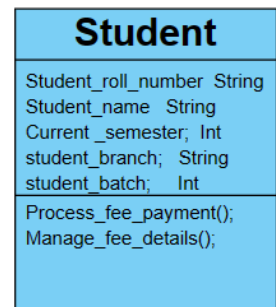 Student
Student_roll_number String
Student_name String
Current _semester; Int
student_branch; String
student_batch; Int
Process_fee_payment();
Manage_fee_details();